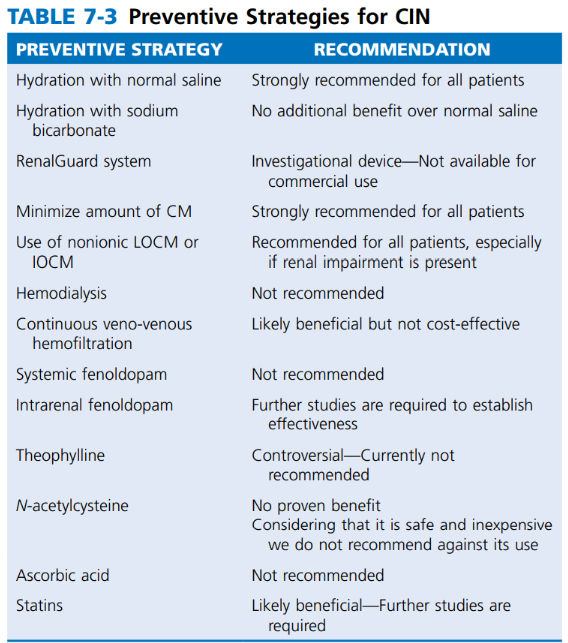 TABLE 7-3 Preventive Strategies for CIN
PREVENTIVE STRATEGY RECOMMENDATION
Hydration with normal saline Strongly recommended for all patients
Hydration with sodium No additional benefit over normal saline
bicarbonate
RenalGuard system Investigational device—Not available for
commercial use
Minimize amount of CM Strongly recommended for all patients
Use of nonionic LOCM or Recommended for all patients, especially
IOCM if renal impairment is present
Hemodialysis Not recommended
Continuous veno-venous Likely beneficial but not cost-effective
hemofiltration
Systemic fenoldopam Not recommended
Intrarenal fenoldopam Further studies are required to establish
effectiveness
Theophylline Controversial—Currently not
recommended
N-acetylcysteine No proven benefit
Considering that it is safe and inexpensive
we do not recommend against its use
Ascorbic acid Not recommended
Statins Likely beneficial—Further studies are
required